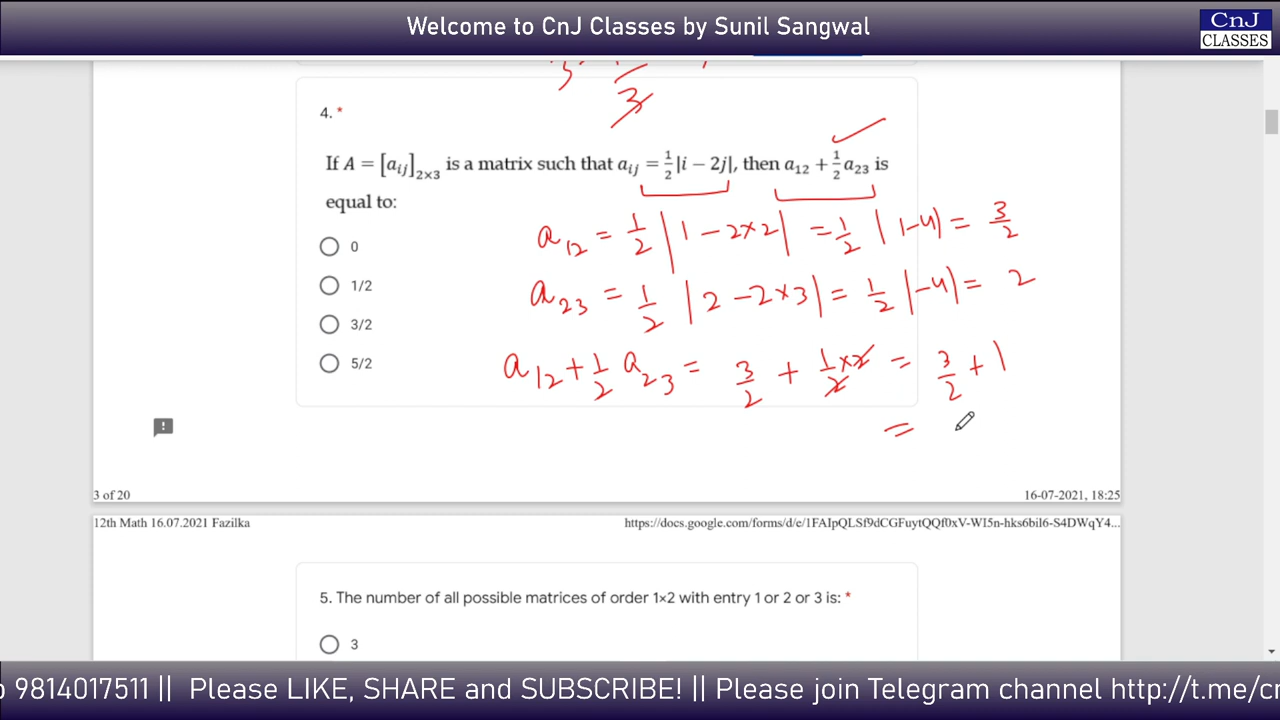 Welcome to CnJ Classes by Sunil Sangwal
CnJ
CLASSES
3
4. *
If A = [aij]2×3 is a matrix such that aij = 1/2|i − 2j|, then a12 + 1/2 a23 is
equal to:
0
1/2
3/2
5/2
a12 = 1/2 |1 − 2×2| = 1/2 |1−4| = 3/2
a23 = 1/2 |2 − 2×3| = 1/2 |−4| = 2
a12 + 1/2 a23 = 3/2 + 1/2 ×2 = 3/2 + 1
=
3 of 20
16-07-2021, 18:25
12th Math 16.07.2021 Fazilka
https://docs.google.com/forms/d/e/1FAIpQLSf9dCGFuytQQf0xV-WI5n-hks6biI6-S4DWqY4...
5. The number of all possible matrices of order 1×2 with entry 1 or 2 or 3 is: *
3
9814017511 || Please LIKE, SHARE and SUBSCRIBE! || Please join Telegram channel http://t.me/cn